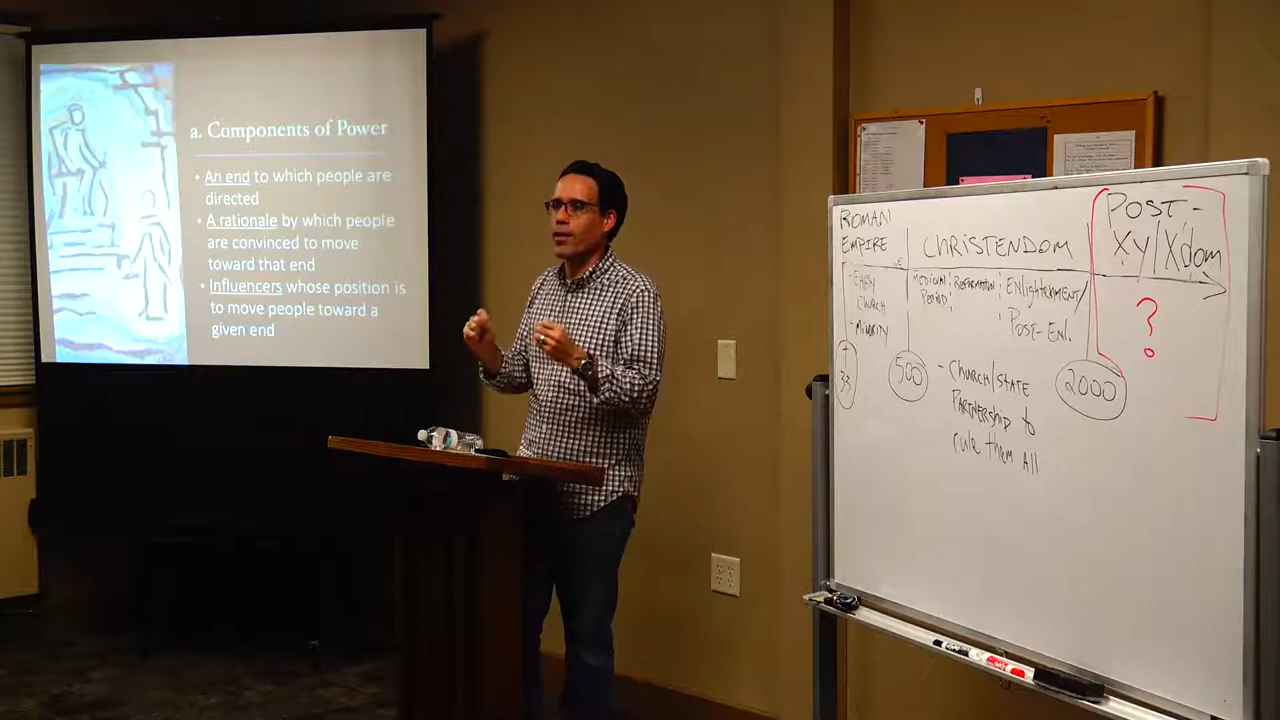 a. Components of Power
• An end to which people are
directed
• A rationale by which people
are convinced to move
toward that end
• Influencers whose position is
to move people toward a
given end
ROMAN
EMPIRE
CHRISTENDOM
POST-
Xy/Xdom
- Early
Church
- Minority
MEDIEVAL
PERIOD
REFORMATION
ENLIGHTENMENT/
POST-ENL.
?
33
500
2000
- CHURCH/STATE
PARTNERSHIP to
rule them All